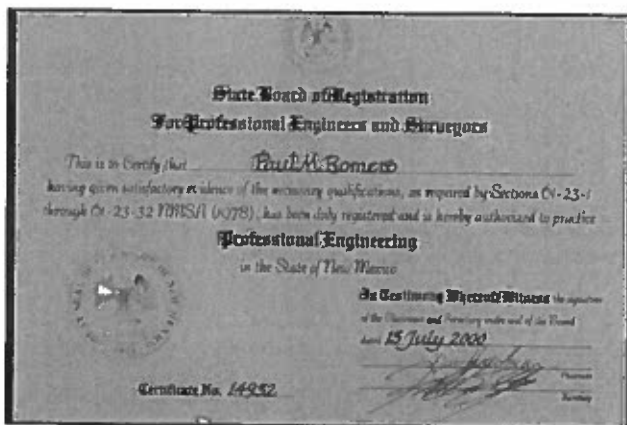 State Board of Registration
For Professional Engineers and Surveyors
This is to Certify that Paul M. Romero
having given satisfactory evidence of the necessary qualifications, as required by Sections 61-23-1
through 61-23-32 NMSA (1978), has been duly registered and is hereby authorized to practice
Professional Engineering
in the State of New Mexico
In Testimony Whereof Witness the signature
of the Chairman and Secretary under seal of this Board
dated 15 July 2000
Chairman
Certificate No. 14952
Secretary